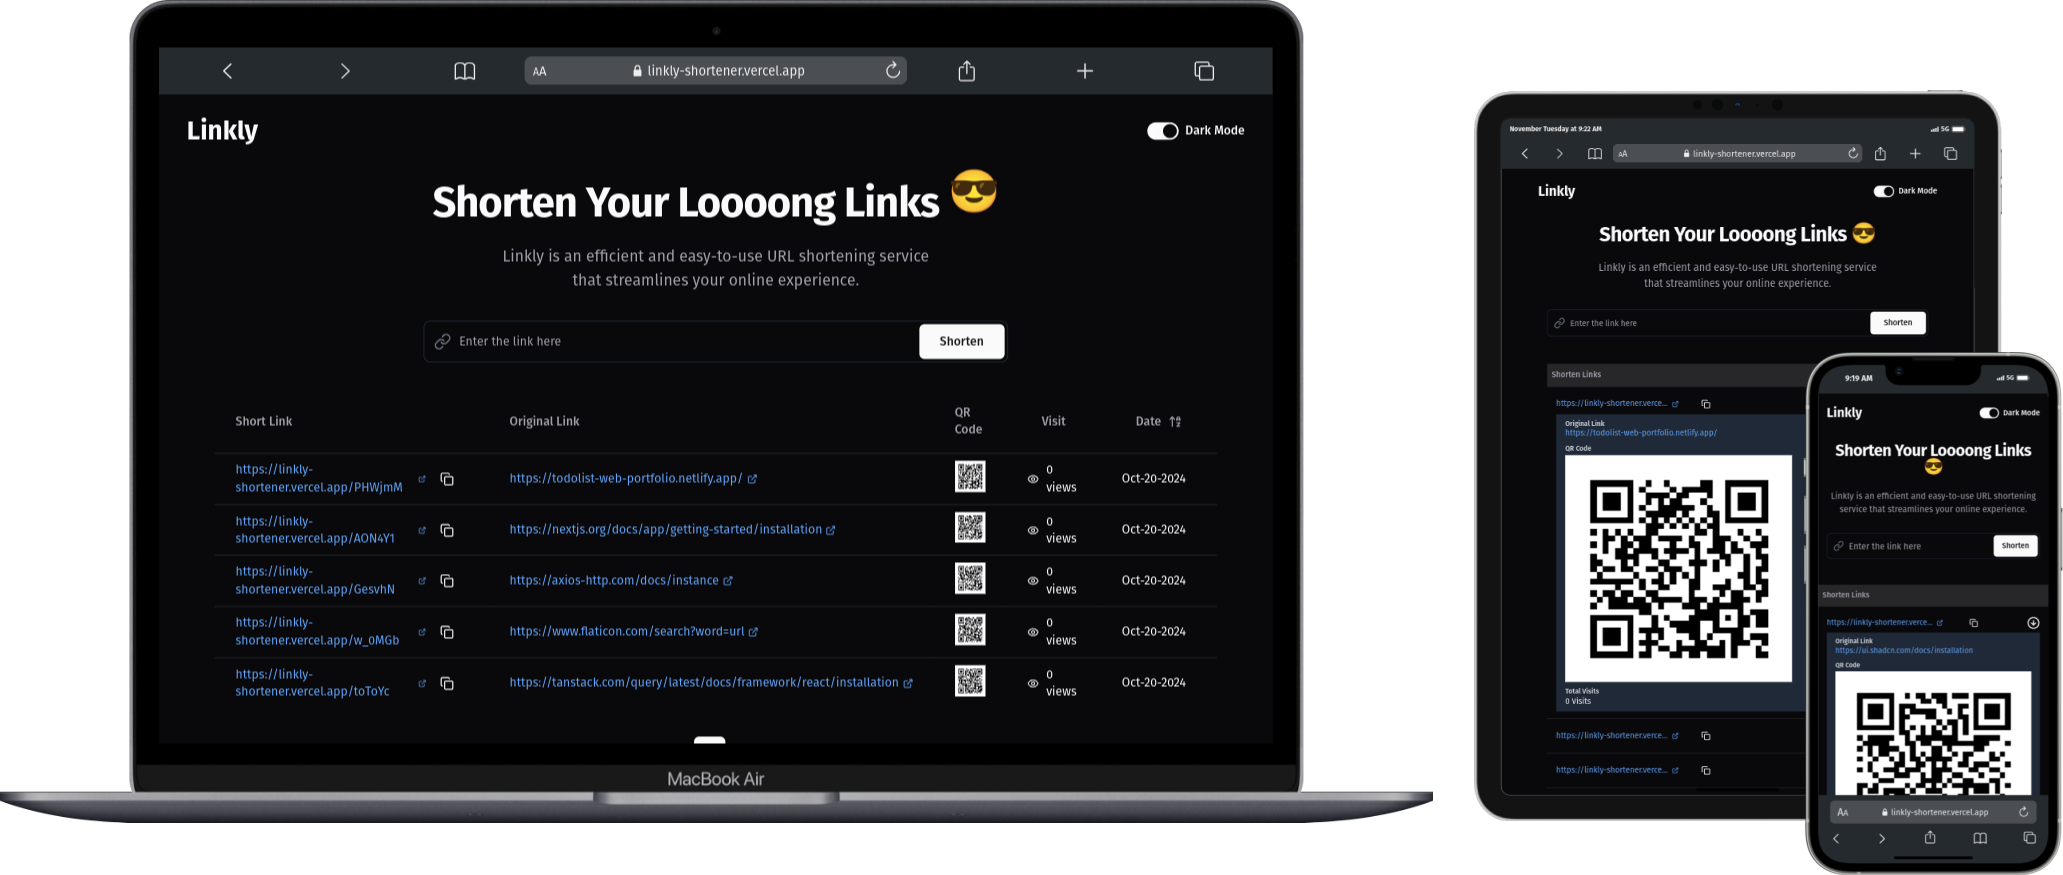 AA linkly-shortener.vercel.app
Linkly
Dark Mode
Shorten Your Loooong Links 😎
Linkly is an efficient and easy-to-use URL shortening service
that streamlines your online experience.
Enter the link here
Shorten
Short Link
Original Link
QR
Code
Visit
Date
https://linkly-
shortener.vercel.app/PHWjmM
https://todolist-web-portfolio.netlify.app/
0
views
Oct-20-2024
https://linkly-
shortener.vercel.app/AON4Y1
https://nextjs.org/docs/app/getting-started/installation
0
views
Oct-20-2024
https://linkly-
shortener.vercel.app/GesvhN
https://axios-http.com/docs/instance
0
views
Oct-20-2024
https://linkly-
shortener.vercel.app/w_0MGb
https://www.flaticon.com/search?word=url
0
views
Oct-20-2024
https://linkly-
shortener.vercel.app/toToYc
https://tanstack.com/query/latest/docs/framework/react/installation
0
views
Oct-20-2024
MacBook Air
November Tuesday at 9:22 AM
5G
AA linkly-shortener.vercel.app
Linkly
Dark Mode
Shorten Your Loooong Links 😎
Linkly is an efficient and easy-to-use URL shortening service
that streamlines your online experience.
Enter the link here
Shorten
Shorten Links
https://linkly-shortener.verce...
Original Link
https://todolist-web-portfolio.netlify.app/
QR Code
Total Visits
0 Visits
https://linkly-shortener.verce...
https://linkly-shortener.verce...
9:19 AM
5G
Linkly
Dark Mode
Shorten Your Loooong Links
😎
Linkly is an efficient and easy-to-use URL shortening
service that streamlines your online experience.
Enter the link here
Shorten
Shorten Links
https://linkly-shortener.verce...
Original Link
https://ui.shadcn.com/docs/installation
QR Code
AA linkly-shortener.vercel.app